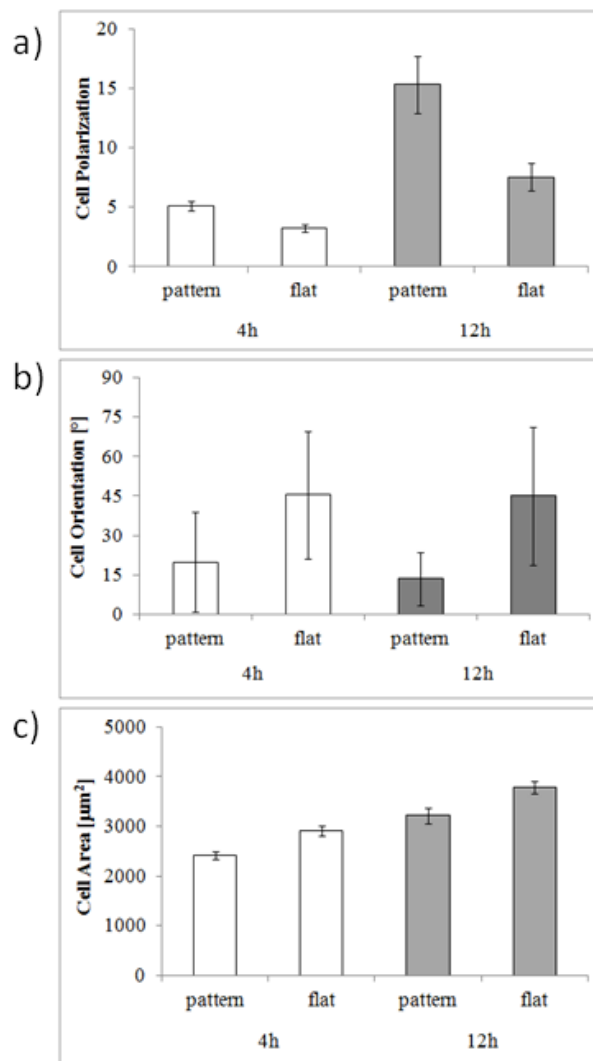 a)
Cell Polarization
20
15
10
5
0
pattern flat pattern flat
4h 12h
b)
Cell Orientation [º]
90
75
60
45
30
15
0
pattern flat pattern flat
4h 12h
c)
Cell Area [µm²]
5000
4000
3000
2000
1000
0
pattern flat pattern flat
4h 12h